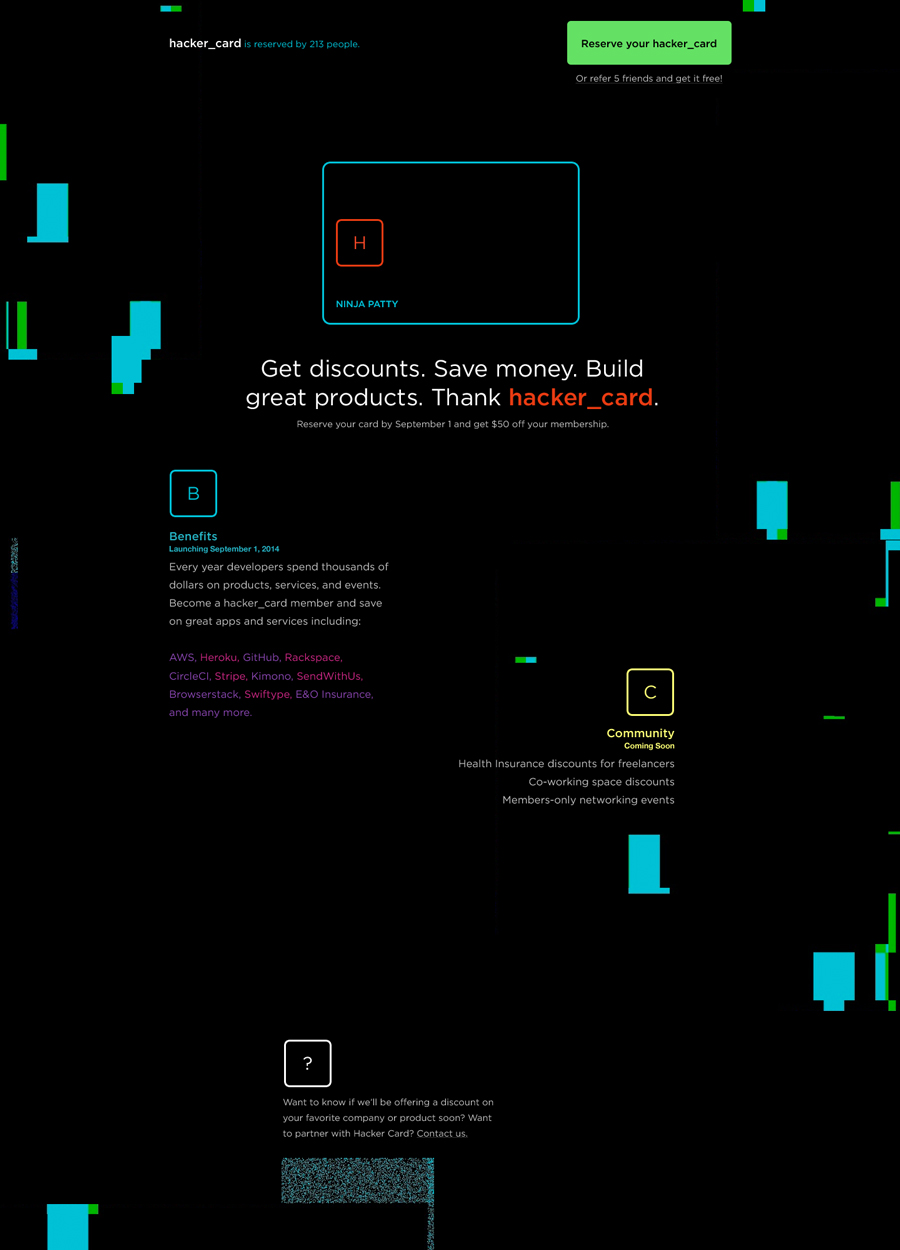 hacker_card is reserved by 213 people.
Reserve your hacker_card
Or refer 5 friends and get it free!
H
NINJA PATTY
Get discounts. Save money. Build
great products. Thank hacker_card.
Reserve your card by September 1 and get $50 off your membership.
B
Benefits
Launching September 1, 2014
Every year developers spend thousands of
dollars on products, services, and events.
Become a hacker_card member and save
on great apps and services including:
AWS, Heroku, GitHub, Rackspace,
CircleCI, Stripe, Kimono, SendWithUs,
Browserstack, Swiftype, E&O Insurance,
and many more.
C
Community
Coming Soon
Health Insurance discounts for freelancers
Co-working space discounts
Members-only networking events
?
Want to know if we'll be offering a discount on
your favorite company or product soon? Want
to partner with Hacker Card? Contact us.